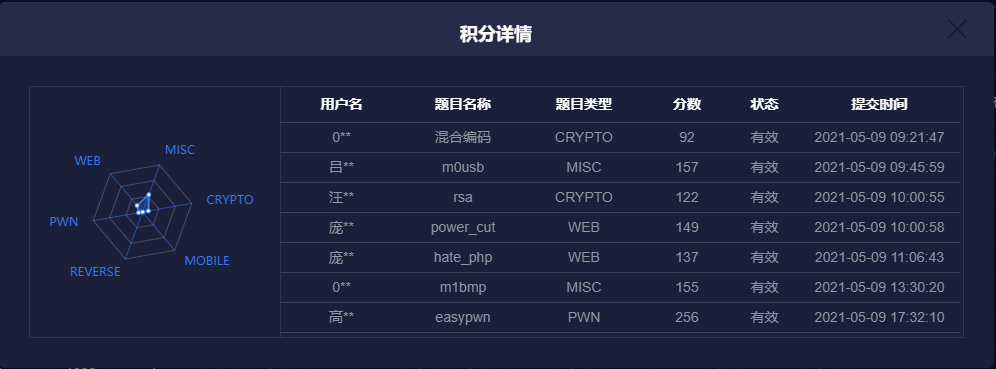 积分详情
MISC
WEB
CRYPTO
PWN
MOBILE
REVERSE
用户名 题目名称 题目类型 分数 状态 提交时间
0** 混合编码 CRYPTO 92 有效 2021-05-09 09:21:47
吕** m0usb MISC 157 有效 2021-05-09 09:45:59
汪** rsa CRYPTO 122 有效 2021-05-09 10:00:55
庞** power_cut WEB 149 有效 2021-05-09 10:00:58
庞** hate_php WEB 137 有效 2021-05-09 11:06:43
0** m1bmp MISC 155 有效 2021-05-09 13:30:20
高** easypwn PWN 256 有效 2021-05-09 17:32:10